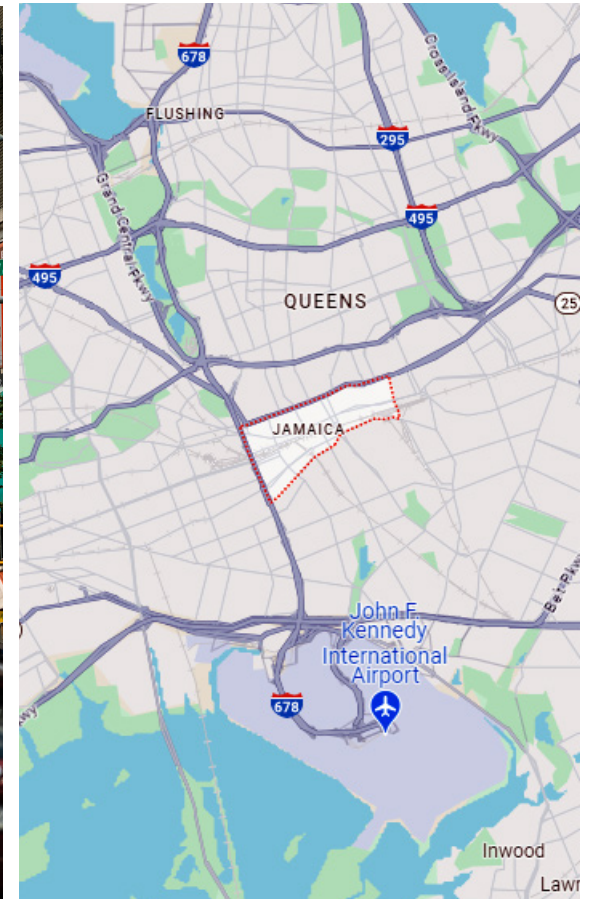 678
FLUSHING
Cross Island Pkwy
295
Grand Central Pkwy
495
495
QUEENS
25
JAMAICA
Belt Pkwy
John F.
Kennedy
International
Airport
678
Inwood